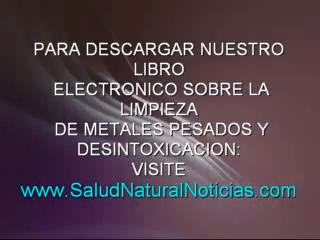 PARA DESCARGAR NUESTRO
LIBRO
ELECTRONICO SOBRE LA
LIMPIEZA
DE METALES PESADOS Y
DESINTOXICACION:
VISITE
www.SaludNaturalNoticias.com